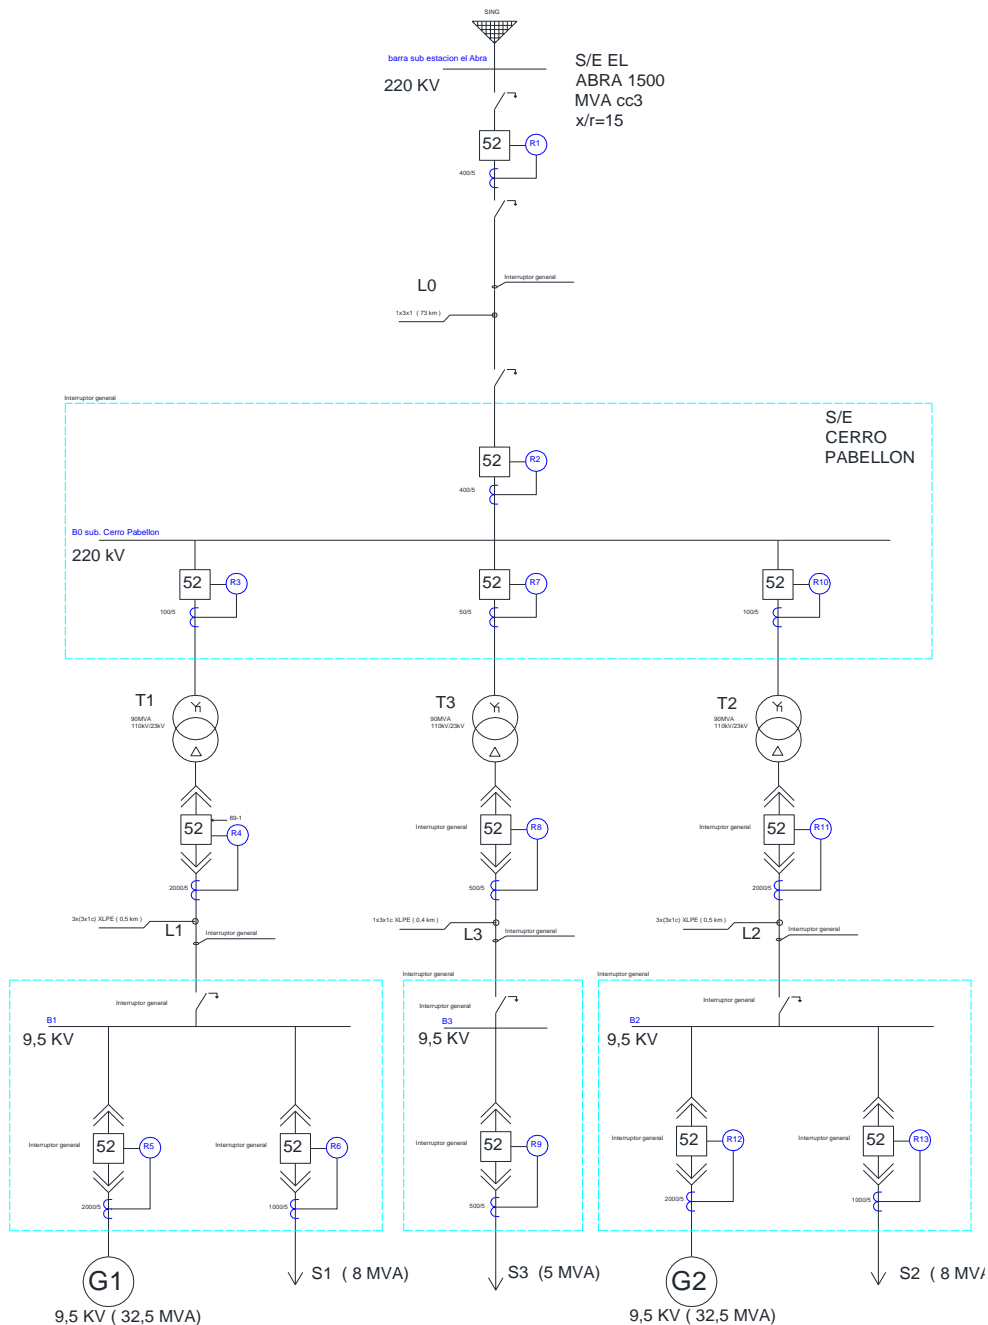 SING
barra sub estacion el Abra
220 KV
S/E EL
ABRA 1500
MVA cc3
x/r=15
52
R1
400/5
Interruptor general
L0
1x3x1 ( 73 km )
Interruptor general
S/E
CERRO
PABELLON
52
R2
400/5
B0 sub. Cerro Pabellon
220 kV
52
R3
100/5
52
R7
50/5
52
R10
100/5
T1
90MVA
110kV/23kV
T3
90MVA
110kV/23kV
T2
90MVA
110kV/23kV
89-1
52
R4
2000/5
Interruptor general
52
R8
500/5
Interruptor general
52
R11
2000/5
3x(3x1c) XLPE ( 0,5 km )
L1
Interruptor general
1x3x1c XLPE ( 0,4 km )
L3
Interruptor general
3x(3x1c) XLPE ( 0,5 km )
L2
Interruptor general
Interruptor general
Interruptor general
Interruptor general
Interruptor general
Interruptor general
B1
9,5 KV
B3
9,5 KV
B2
9,5 KV
Interruptor general
52
R5
2000/5
Interruptor general
52
R6
1000/5
Interruptor general
52
R9
500/5
Interruptor general
52
R12
2000/5
Interruptor general
52
R13
1000/5
G1
9,5 KV ( 32,5 MVA)
S1 ( 8 MVA)
S3 (5 MVA)
G2
9,5 KV ( 32,5 MVA)
S2 ( 8 MVA